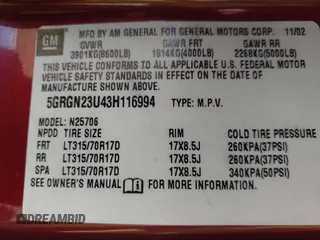 GM
MFD BY AM GENERAL FOR GENERAL MOTORS CORP. 11/02
GVWR GAWR FRT GAWR RR
3901KG(8600LB) 1814KG(4000LB) 2268KG(5000LB)
THIS VEHICLE CONFORMS TO ALL APPLICABLE U.S. FEDERAL MOTOR
VEHICLE SAFETY STANDARDS IN EFFECT ON THE DATE OF
MANUFACTURE SHOWN ABOVE.
5GRGN23U43H116994 TYPE: M.P.V.
MODEL: N25706
NPDD TIRE SIZE RIM COLD TIRE PRESSURE
FRT LT315/70R17D 17X8.5J 260KPA(37PSI)
RR LT315/70R17D 17X8.5J 260KPA(37PSI)
SPA LT315/70R17D 17X8.5J 340KPA(50PSI)
SEE OWNER'S MANUAL FOR ADDITIONAL INFORMATION.
DREAMBID